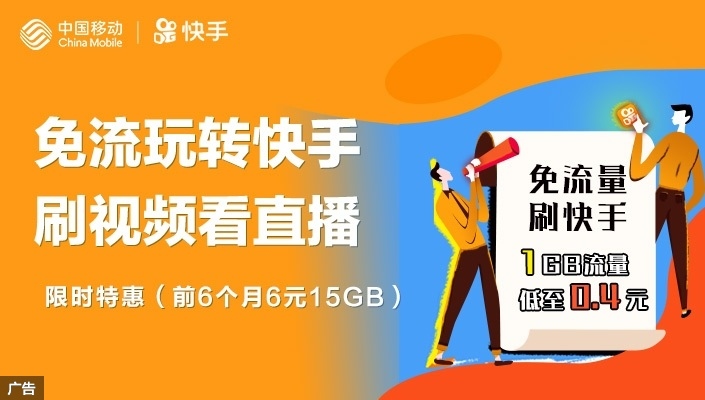 中国移动
China Mobile
快手
免流玩转快手
刷视频看直播
限时特惠（前6个月6元15GB）
免流量
刷快手
1GB流量
低至0.4元
广告